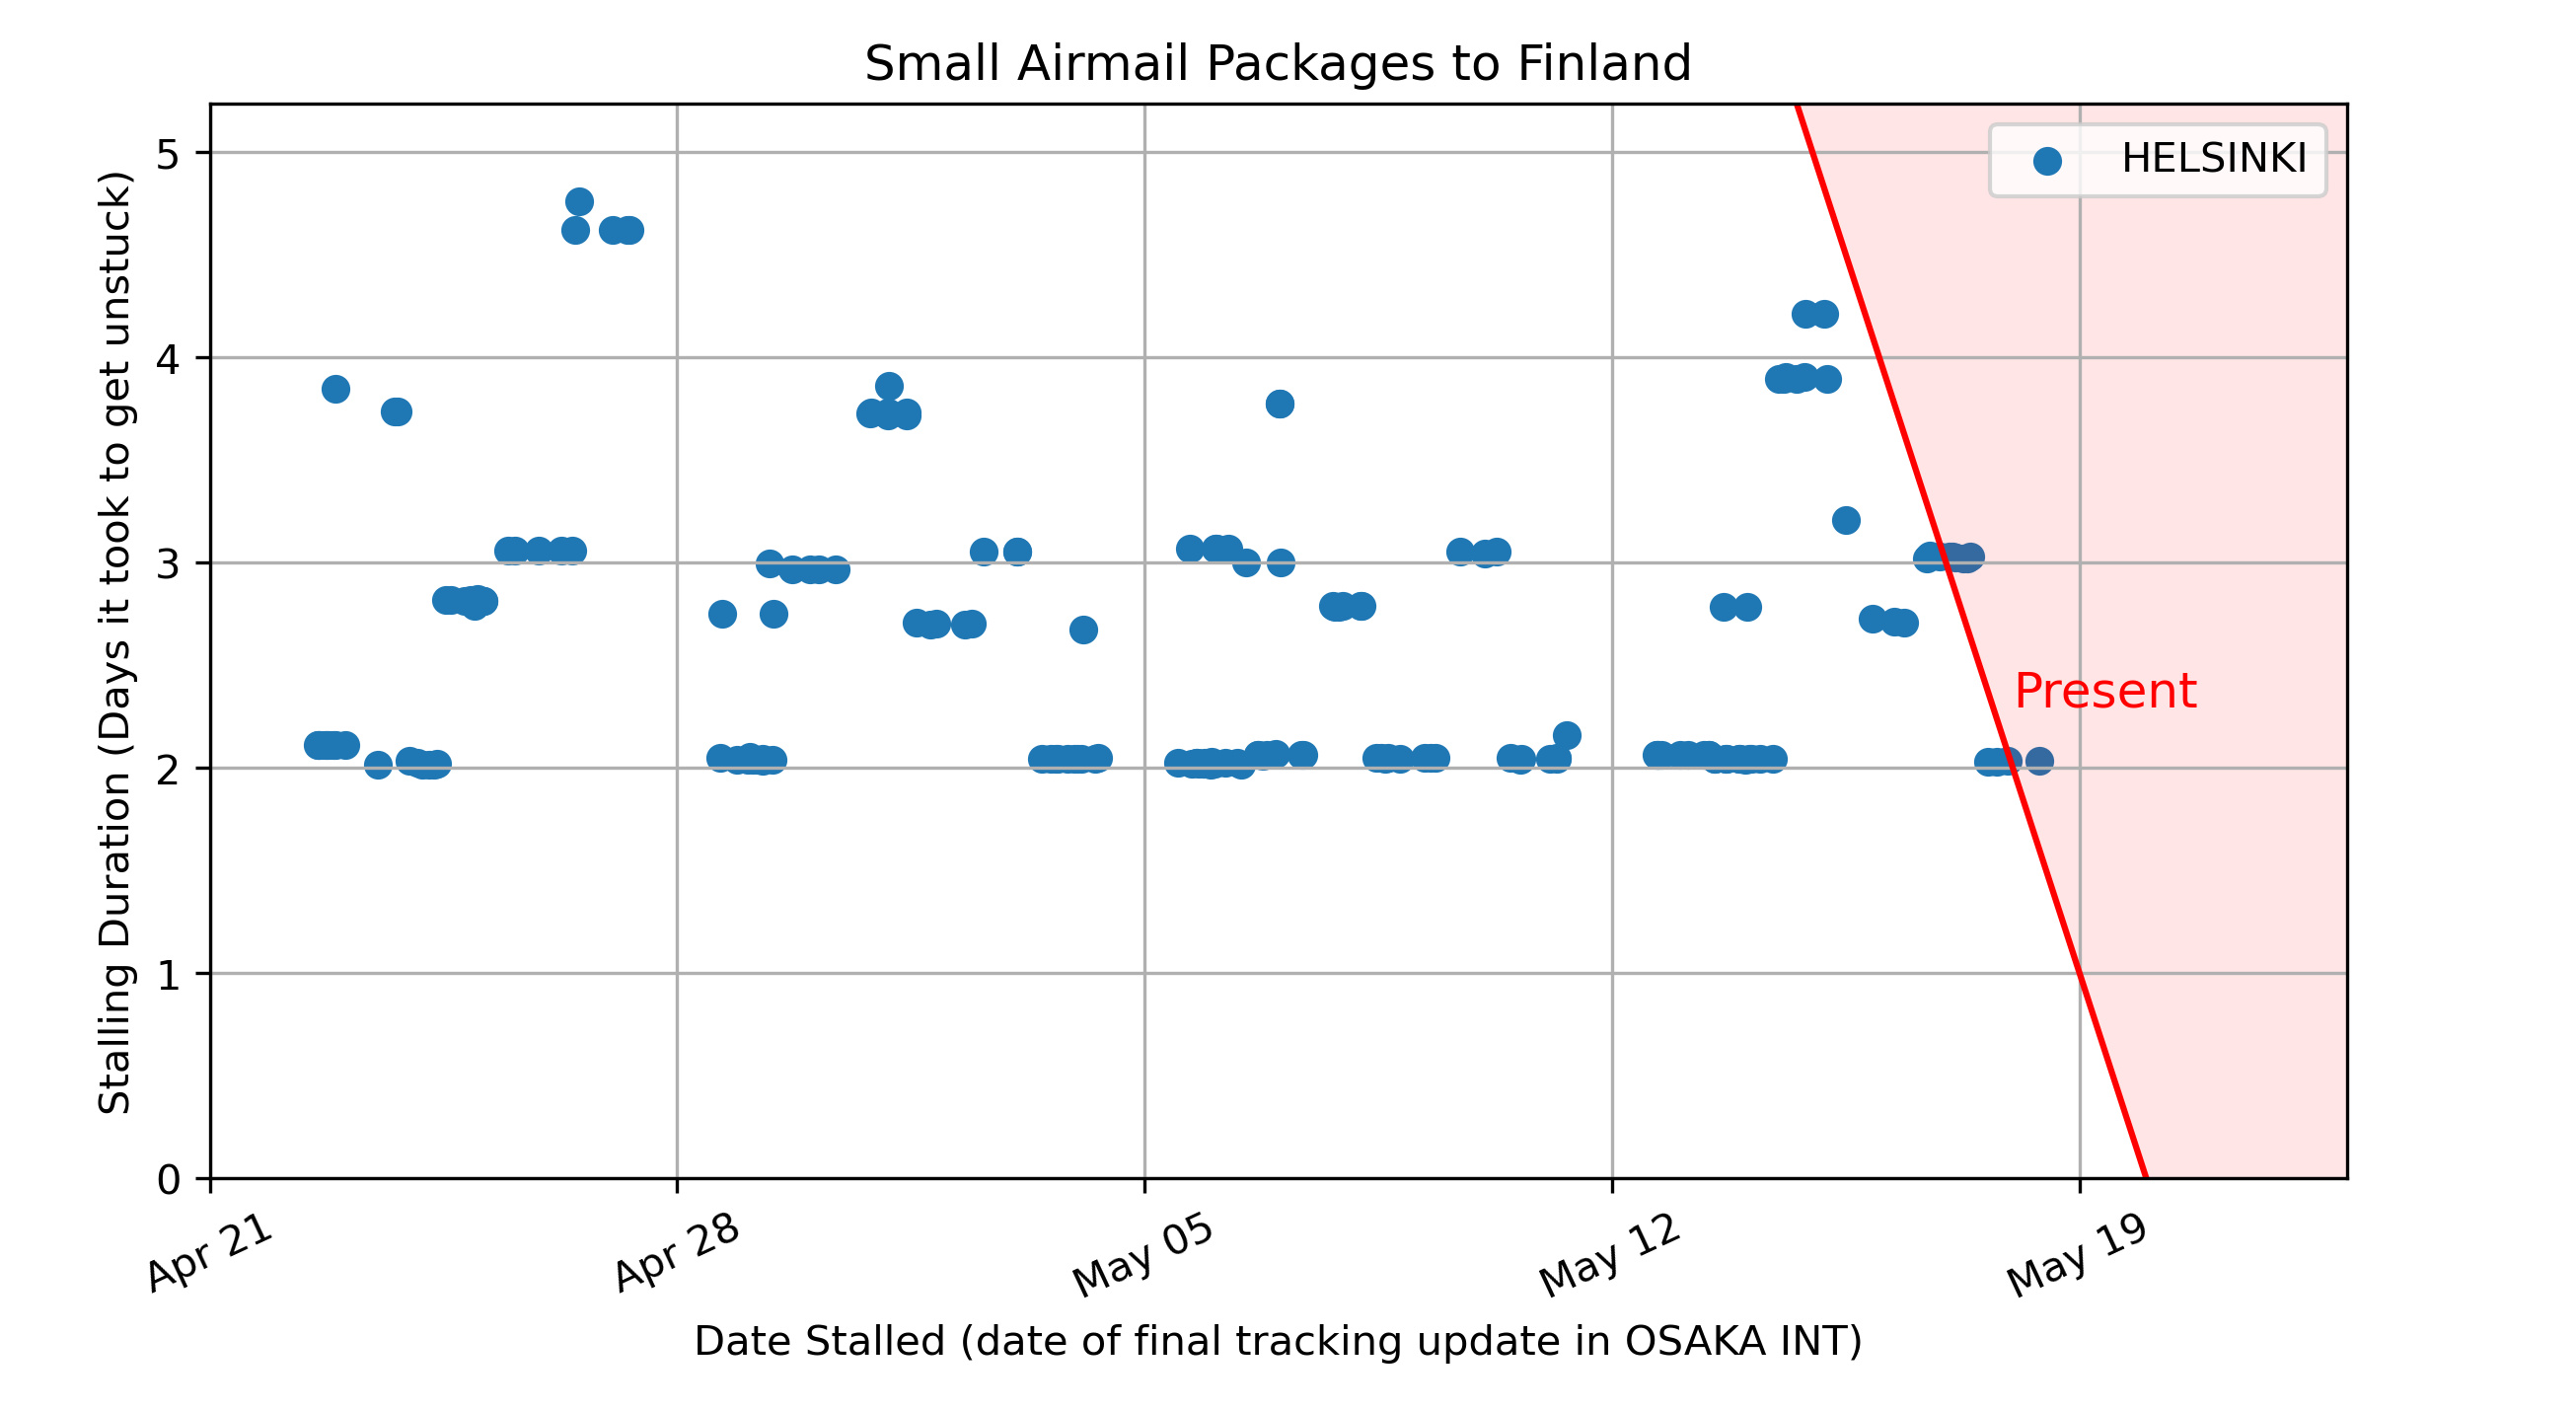 Small Airmail Packages to Finland
Stalling Duration (Days it took to get unstuck)
5
4
3
2
1
0
HELSINKI
Present
Apr 21
Apr 28
May 05
May 12
May 19
Date Stalled (date of final tracking update in OSAKA INT)